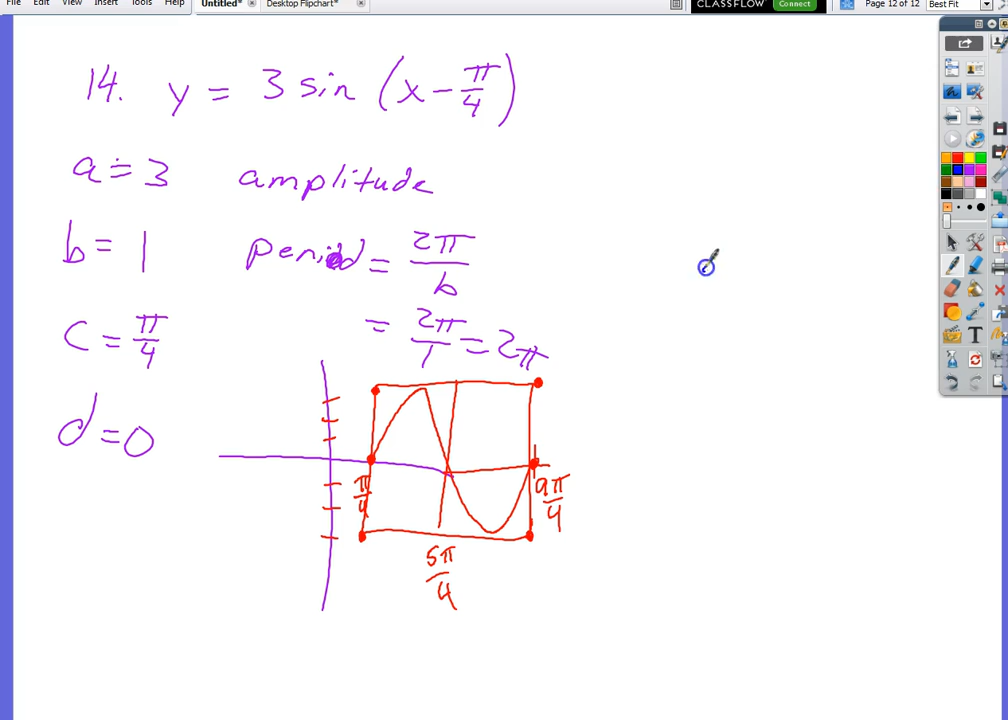 File Edit View Insert Tools Help
Untitled* Desktop Flipchart* CLASSFLOW Connect Page 12 of 12 Best Fit
14. y = 3 sin (x - π/4)
a = 3 amplitude
b = 1 period = 2π/b
c = π/4 = 2π/1 = 2π
d = 0
π/4 9π/4
5π/4
T